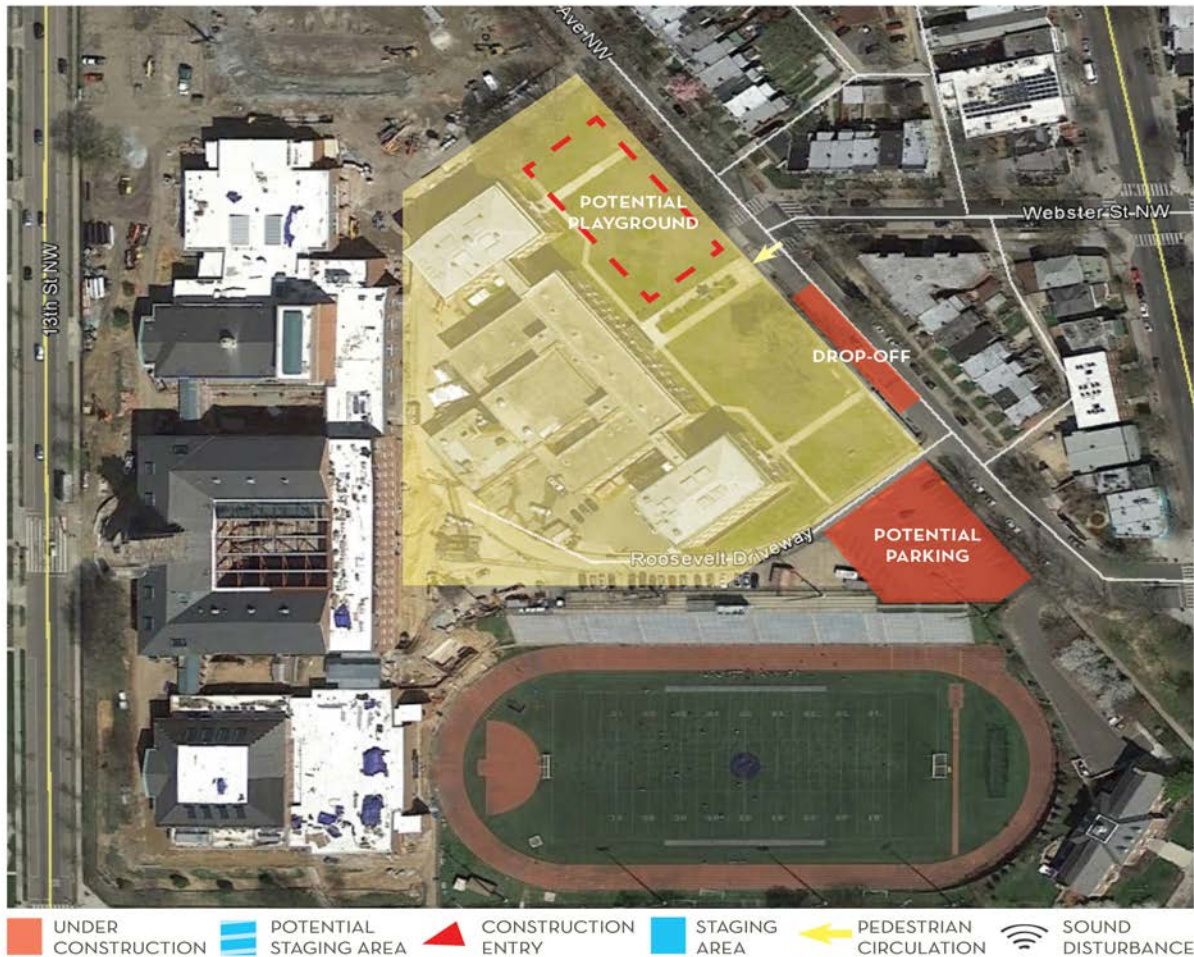 Ave NW
POTENTIAL
PLAYGROUND
Webster St NW
13th St NW
DROP-OFF
POTENTIAL
PARKING
Roosevelt Driveway
UNDER
CONSTRUCTION
POTENTIAL
STAGING AREA
CONSTRUCTION
ENTRY
STAGING
AREA
PEDESTRIAN
CIRCULATION
SOUND
DISTURBANCE